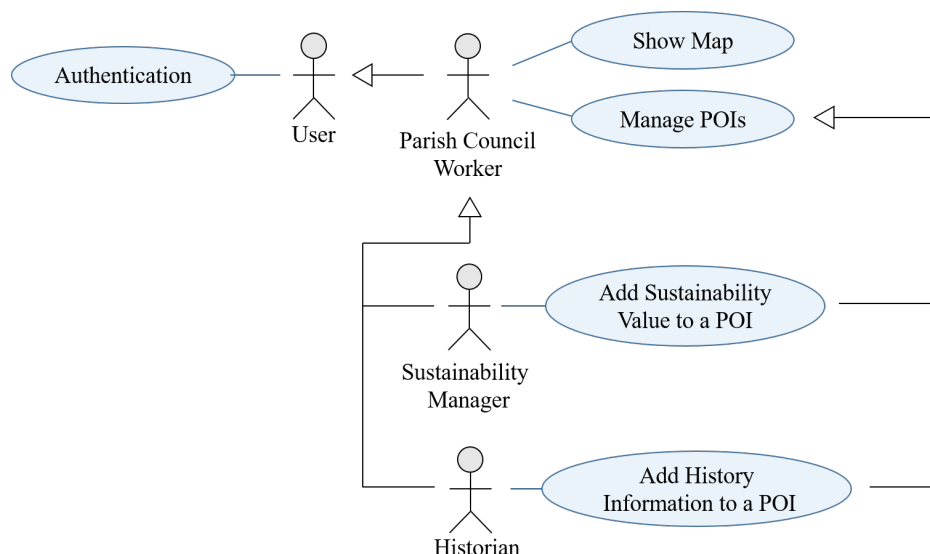 Show Map
Authentication
Manage POIs
User
Parish Council
Worker
Add Sustainability
Value to a POI
Sustainability
Manager
Add History
Information to a POI
Historian